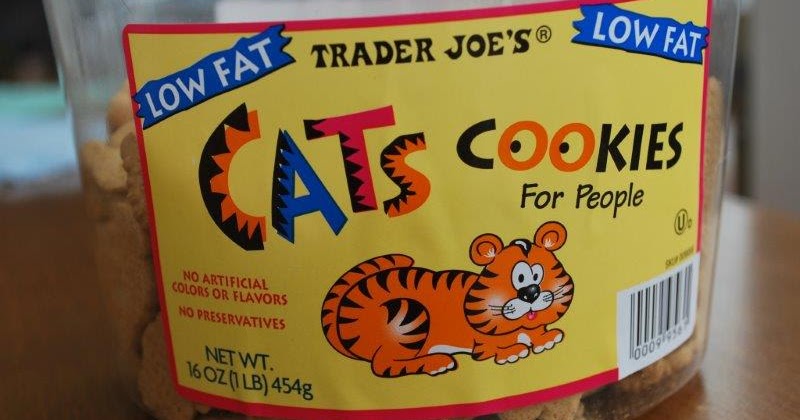 LOW FAT
TRADER JOE'S®
LOW FAT
CATS COOKIES
For People
NO ARTIFICIAL
COLORS OR FLAVORS
NO PRESERVATIVES
NET WT.
16 OZ (1 LB) 454g